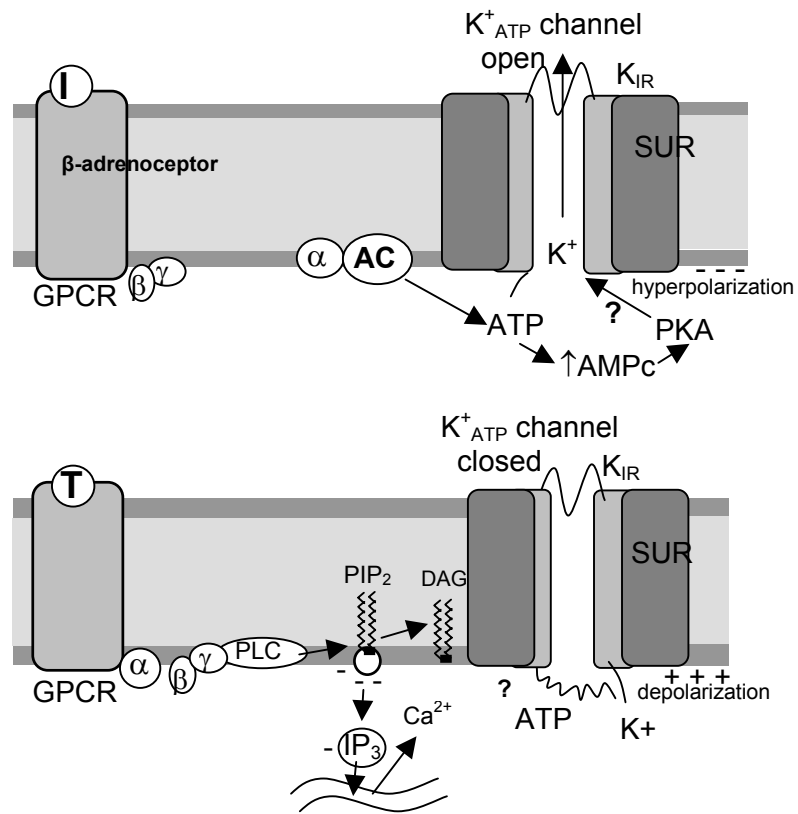 K⁺ATP channel
open
I
KIR
β-adrenoceptor
SUR
α
AC
K⁺
γ
β
GPCR
- - -
hyperpolarization
?
ATP
PKA
↑AMPc
K⁺ATP channel
closed
T
KIR
SUR
PIP₂
DAG
PLC
γ
α
β
GPCR
-
- -
?
+ + +
depolarization
ATP
K+
Ca²⁺
- IP₃